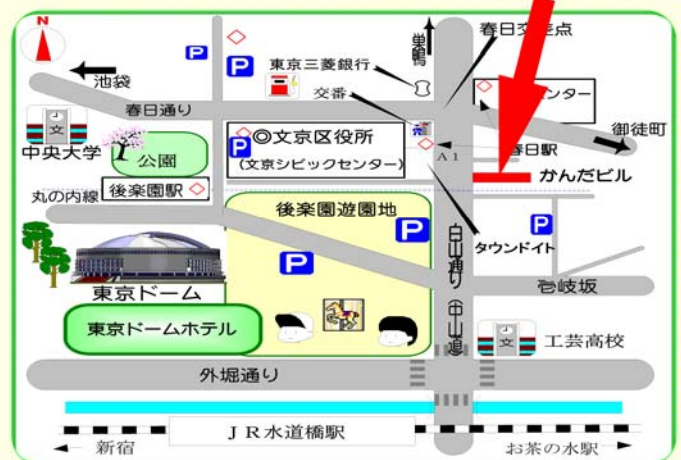 N
P
P
池袋
春日通り
巣鴨
春日交差点
東京三菱銀行
交番
ンター
御徒町
文
中央大学
公園
◎文京区役所
P
(文京シビックセンター)
A1
春日駅
かんだビル
丸の内線
後楽園駅
後楽園遊園地
P
P
P
白山通り(中山道)
タウンドイト
東京ドーム
壱岐坂
東京ドームホテル
文
工芸高校
外堀通り
JR水道橋駅
新宿
お茶の水駅